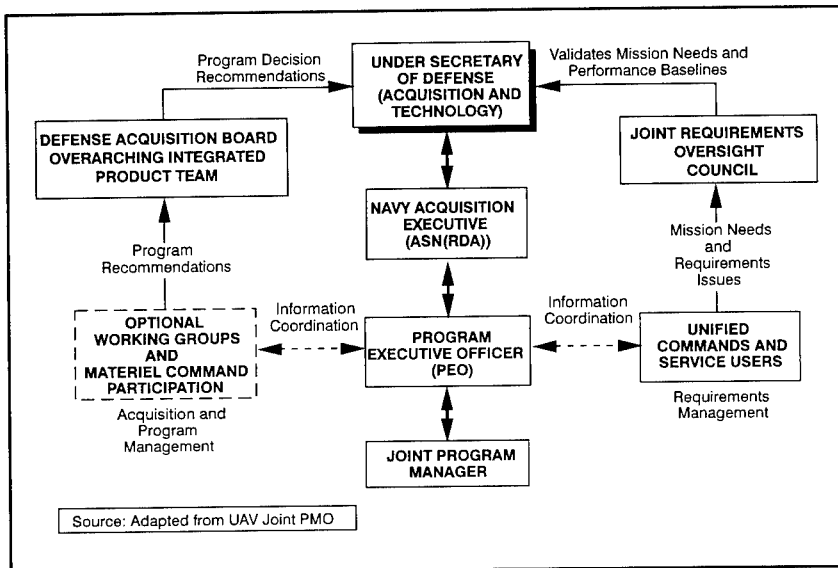 Program Decision
Recommendations
UNDER SECRETARY
OF DEFENSE
(ACQUISITION AND
TECHNOLOGY)
Validates Mission Needs and
Performance Baselines
DEFENSE ACQUISITION BOARD
OVERARCHING INTEGRATED
PRODUCT TEAM
JOINT REQUIREMENTS
OVERSIGHT
COUNCIL
NAVY ACQUISITION
EXECUTIVE
(ASN(RDA))
Program
Recommendations
Mission Needs
and
Requirements
Issues
OPTIONAL
WORKING GROUPS
AND
MATERIEL COMMAND
PARTICIPATION
Information
Coordination
PROGRAM
EXECUTIVE OFFICER
(PEO)
Information
Coordination
UNIFIED
COMMANDS AND
SERVICE USERS
Acquisition and
Program
Management
Requirements
Management
JOINT PROGRAM
MANAGER
Source: Adapted from UAV Joint PMO